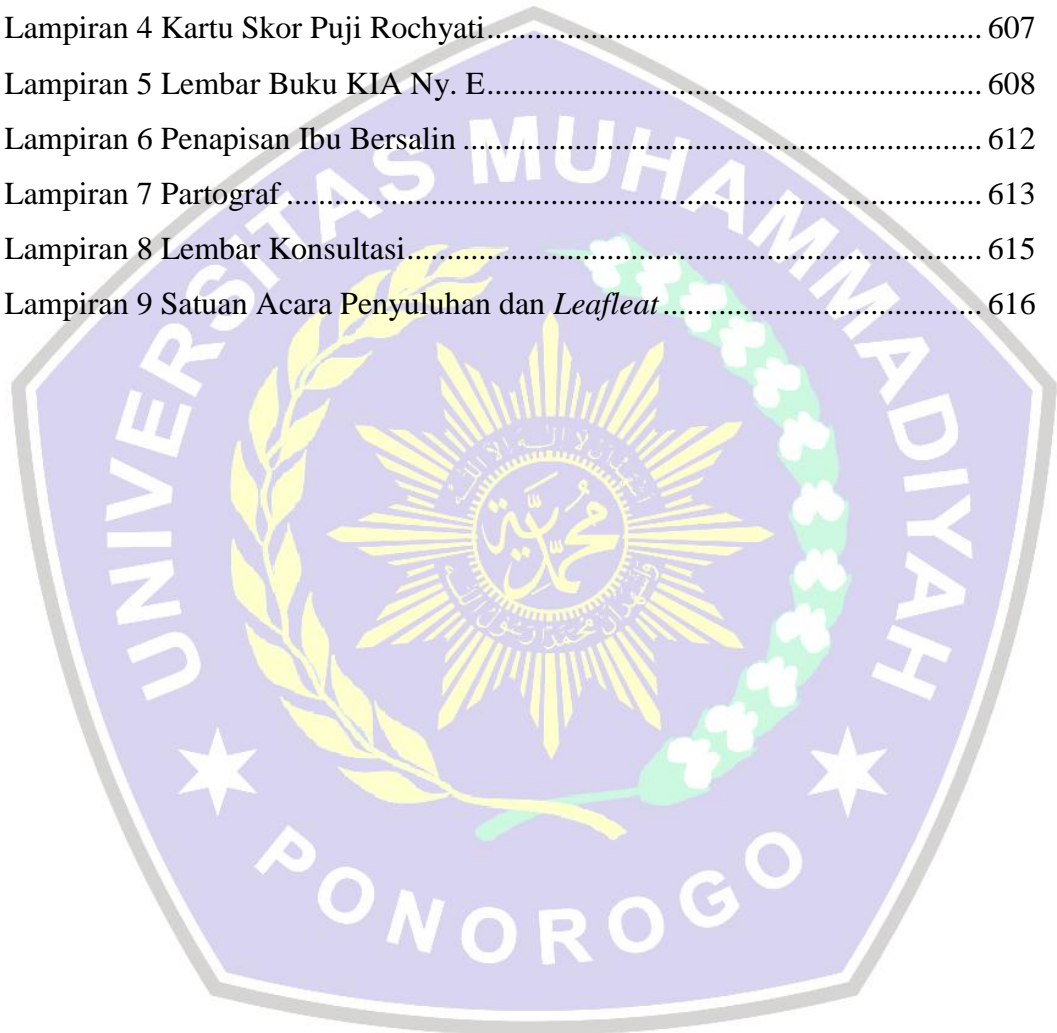 Lampiran 4 Kartu Skor Puji Rochyati.............................................................. 607
Lampiran 5 Lembar Buku KIA Ny. E.............................................................. 608
Lampiran 6 Penapisan Ibu Bersalin ................................................................ 612
Lampiran 7 Partograf ...................................................................................... 613
Lampiran 8 Lembar Konsultasi....................................................................... 615
Lampiran 9 Satuan Acara Penyuluhan dan Leafleat ....................................... 616
UNIVERSITAS MUHAMMADIYAH
محمدية
PONOROGO